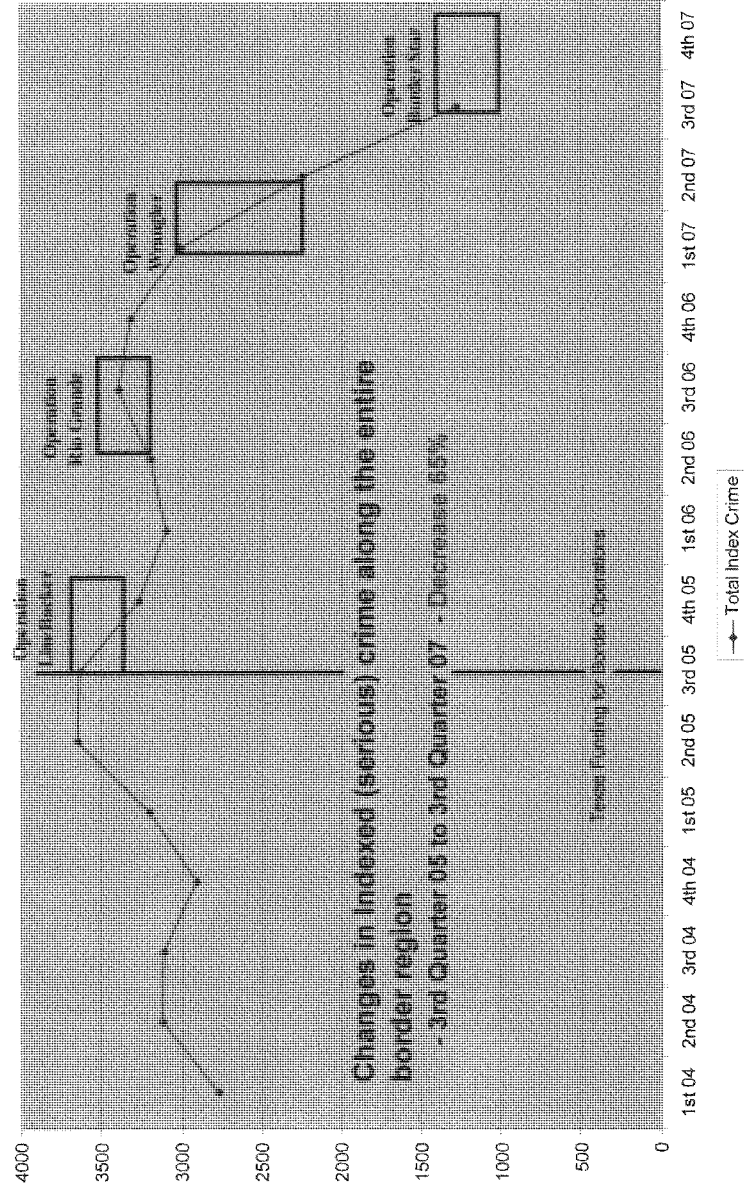 4000
3500
3000
2500
2000
1500
1000
500
0
Operation
LineBacker
Operation
Rio Grande
Operation
Wrangler
Operation
Border Star
Changes in Indexed (serious) crime along the entire
border region
- 3rd Quarter 05 to 3rd Quarter 07 - Decrease 65%
Texas Funding for Border Operations
1st 04 2nd 04 3rd 04 4th 04 1st 05 2nd 05 3rd 05 4th 05 1st 06 2nd 06 3rd 06 4th 06 1st 07 2nd 07 3rd 07 4th 07
Total Index Crime